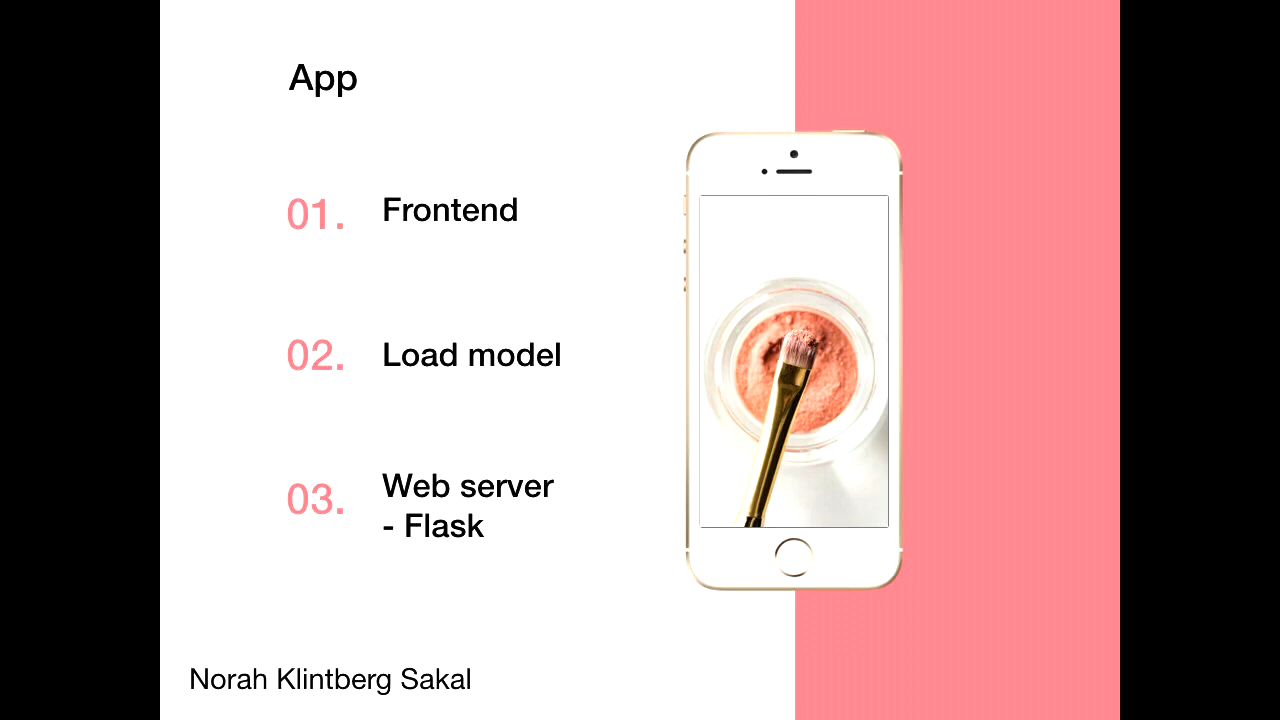 App
01. Frontend
02. Load model
03. Web server
- Flask
Norah Klintberg Sakal